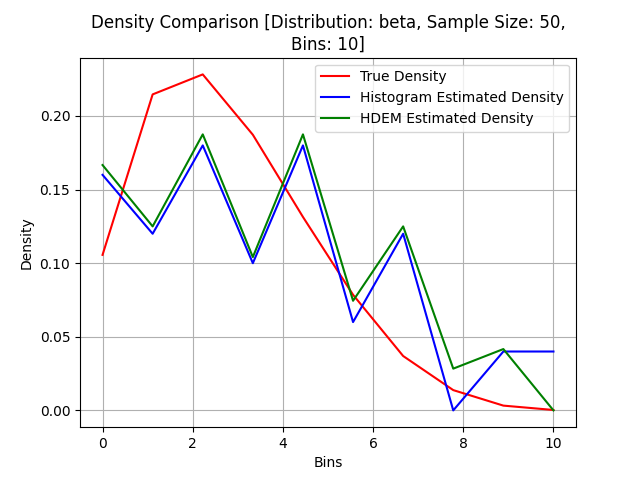 Density Comparison [Distribution: beta, Sample Size: 50,
Bins: 10]
True Density
Histogram Estimated Density
HDEM Estimated Density
Density
0.20
0.15
0.10
0.05
0.00
0 2 4 6 8 10
Bins